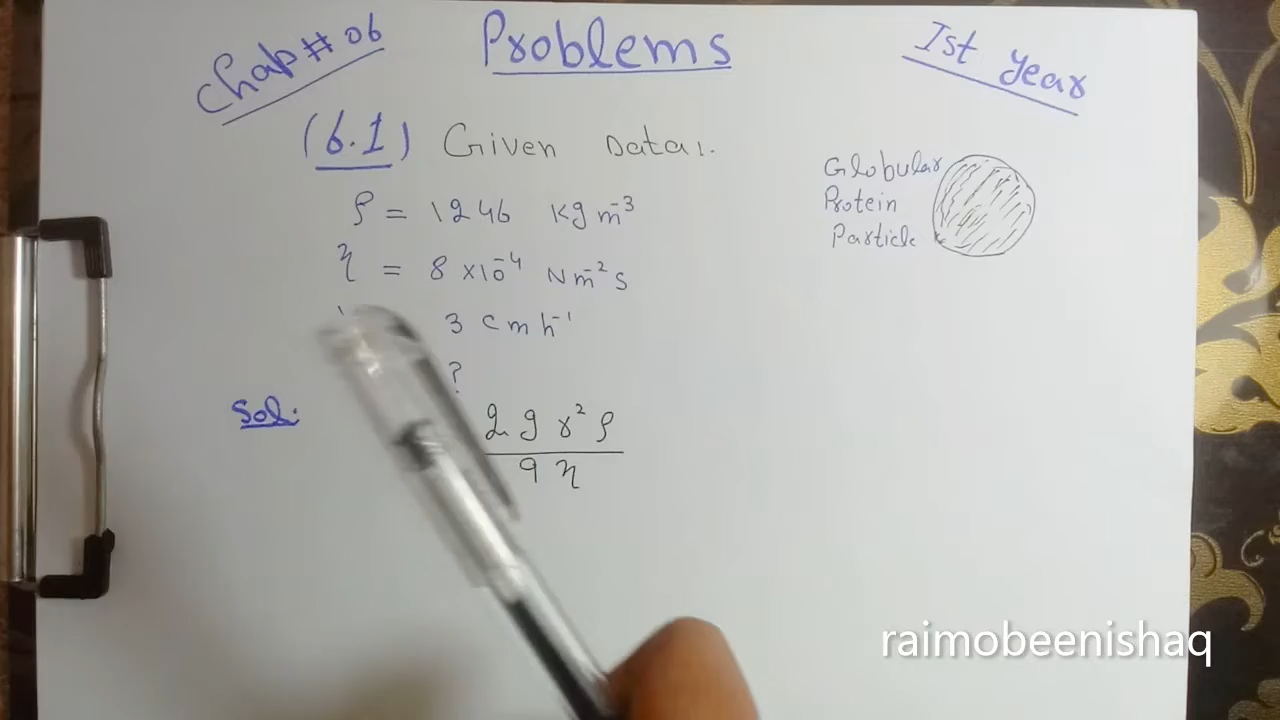 Chap # 06
Problems
Ist year
(6.1) Given Data:.
Globular
Protein
Particle
ρ = 1246 Kg m⁻³
η = 8 ×10⁻⁴ N m⁻² s
3 cm h⁻¹
?
Sol:
2 g r² ρ
9 η
raimobeenishaq